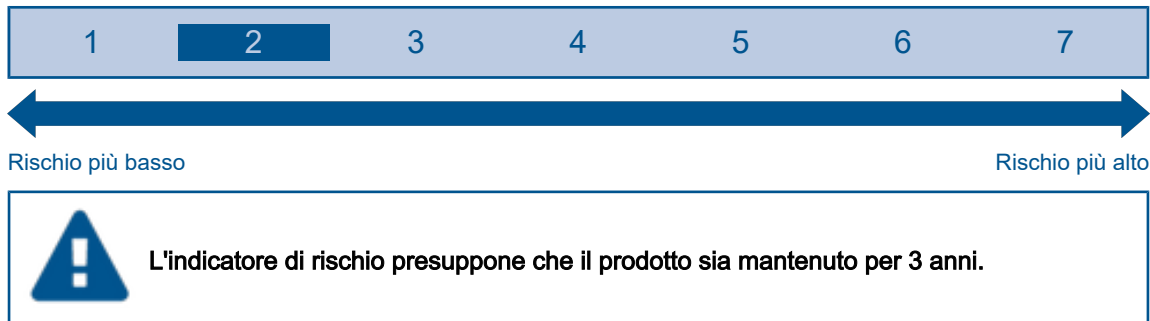 1 2 3 4 5 6 7
Rischio più basso Rischio più alto
L'indicatore di rischio presuppone che il prodotto sia mantenuto per 3 anni.